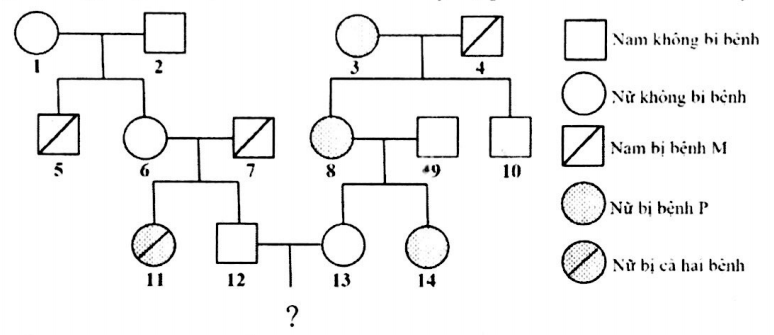 1 2 3 4
Nam không bị bệnh
Nữ không bị bệnh
5 6 7 8 9 10
Nam bị bệnh M
Nữ bị bệnh P
11 12 13 14
Nữ bị cả hai bệnh
?